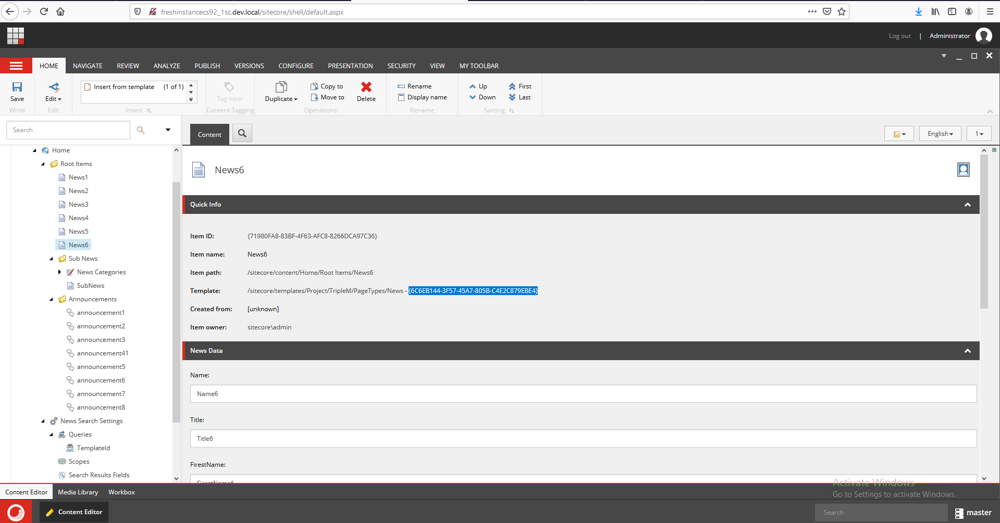 freshinstancecs92_1sc.dev.local/sitecore/shell/default.aspx
Log out | Administrator
HOME NAVIGATE REVIEW ANALYZE PUBLISH VERSIONS CONFIGURE PRESENTATION SECURITY VIEW MY TOOLBAR
Save
Write
Edit
Edit
Insert from template (1 of 1)
Insert
Tag item
Content Tagging
Duplicate
Copy to
Move to
Delete
Operations
Rename
Display name
Rename
Up
Down
First
Last
Sorting
Search
Home
Root Items
News1
News2
News3
News4
News5
News6
Sub News
News Categories
SubNews
Announcements
announcement1
announcement2
announcement3
announcement41
announcement5
announcement6
announcement7
announcement8
News Search Settings
Queries
ABC
TemplateId
Scopes
Search Results Fields
Content
English
1
News6
Quick Info
Item ID: {71980FA8-83BF-4F63-AFC8-8266DCA97C36}
Item name: News6
Item path: /sitecore/content/Home/Root Items/News6
Template: /sitecore/templates/Project/TripleM/PageTypes/News - {6C6EB144-3F57-45A7-805B-C4E2C879EBE4}
Created from: [unknown]
Item owner: sitecore\admin
News Data
Name:
Name6
Title:
Title6
FirestName:
FirestName6
Activate Windows
Go to Settings to activate Windows.
Content Editor Media Library Workbox
Content Editor
Search
master